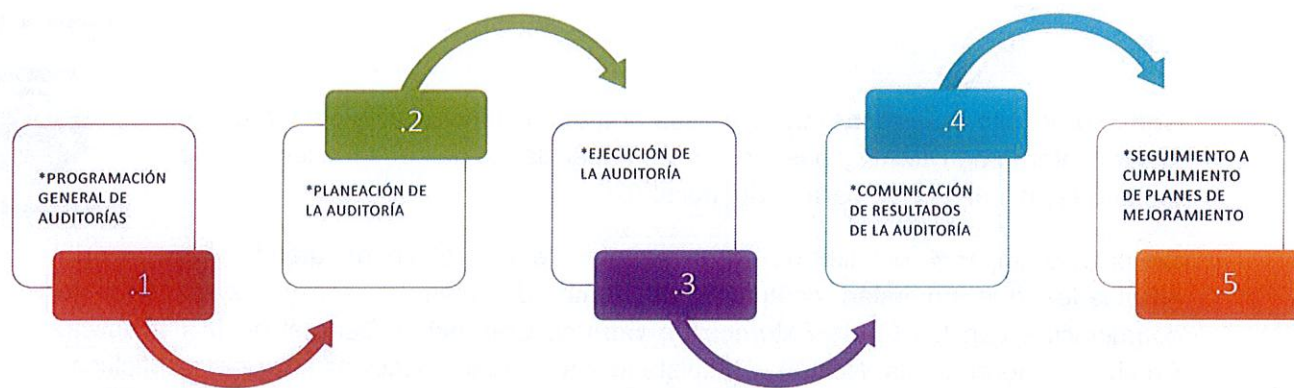 *PROGRAMACIÓN
GENERAL DE
AUDITORÍAS
.1
.2
*PLANEACIÓN DE
LA AUDITORÍA
*EJECUCIÓN DE
LA AUDITORÍA
.3
.4
*COMUNICACIÓN
DE RESULTADOS
DE LA AUDITORÍA
*SEGUIMIENTO A
CUMPLIMIENTO
DE PLANES DE
MEJORAMIENTO
.5